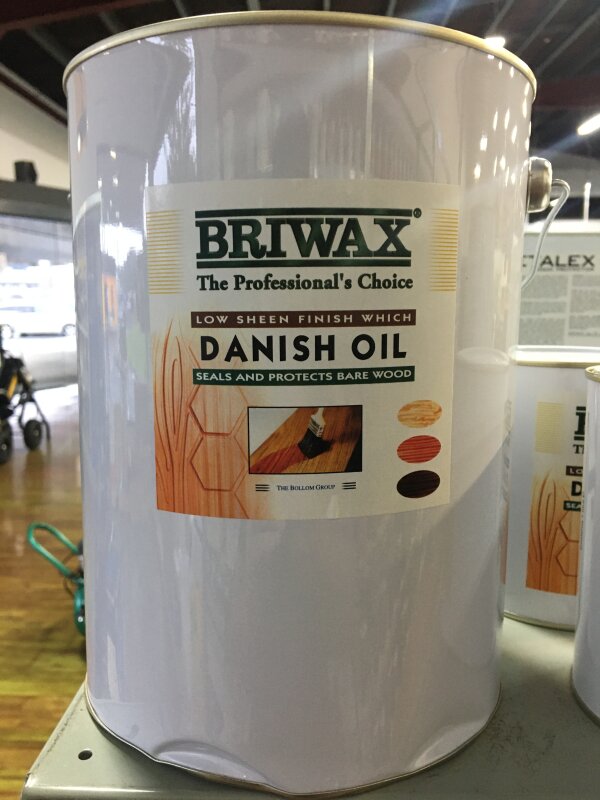 BRIWAX®
The Professional's Choice
LOW SHEEN FINISH WHICH
DANISH OIL
SEALS AND PROTECTS BARE WOOD
THE BOLLOM GROUP
ALEX